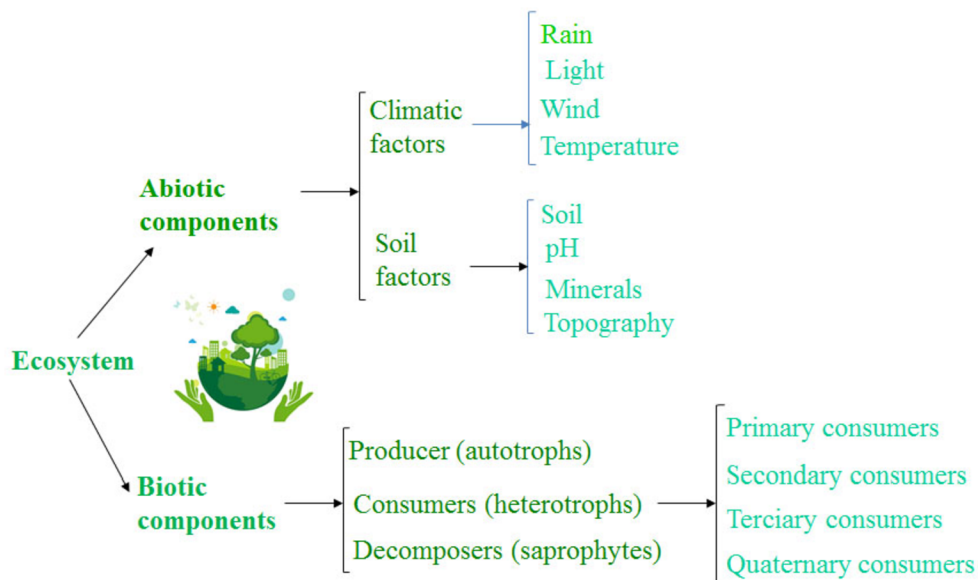 Ecosystem
Abiotic
components
Climatic
factors
Rain
Light
Wind
Temperature
Soil
factors
Soil
pH
Minerals
Topography
Biotic
components
Producer (autotrophs)
Consumers (heterotrophs)
Decomposers (saprophytes)
Primary consumers
Secondary consumers
Terciary consumers
Quaternary consumers